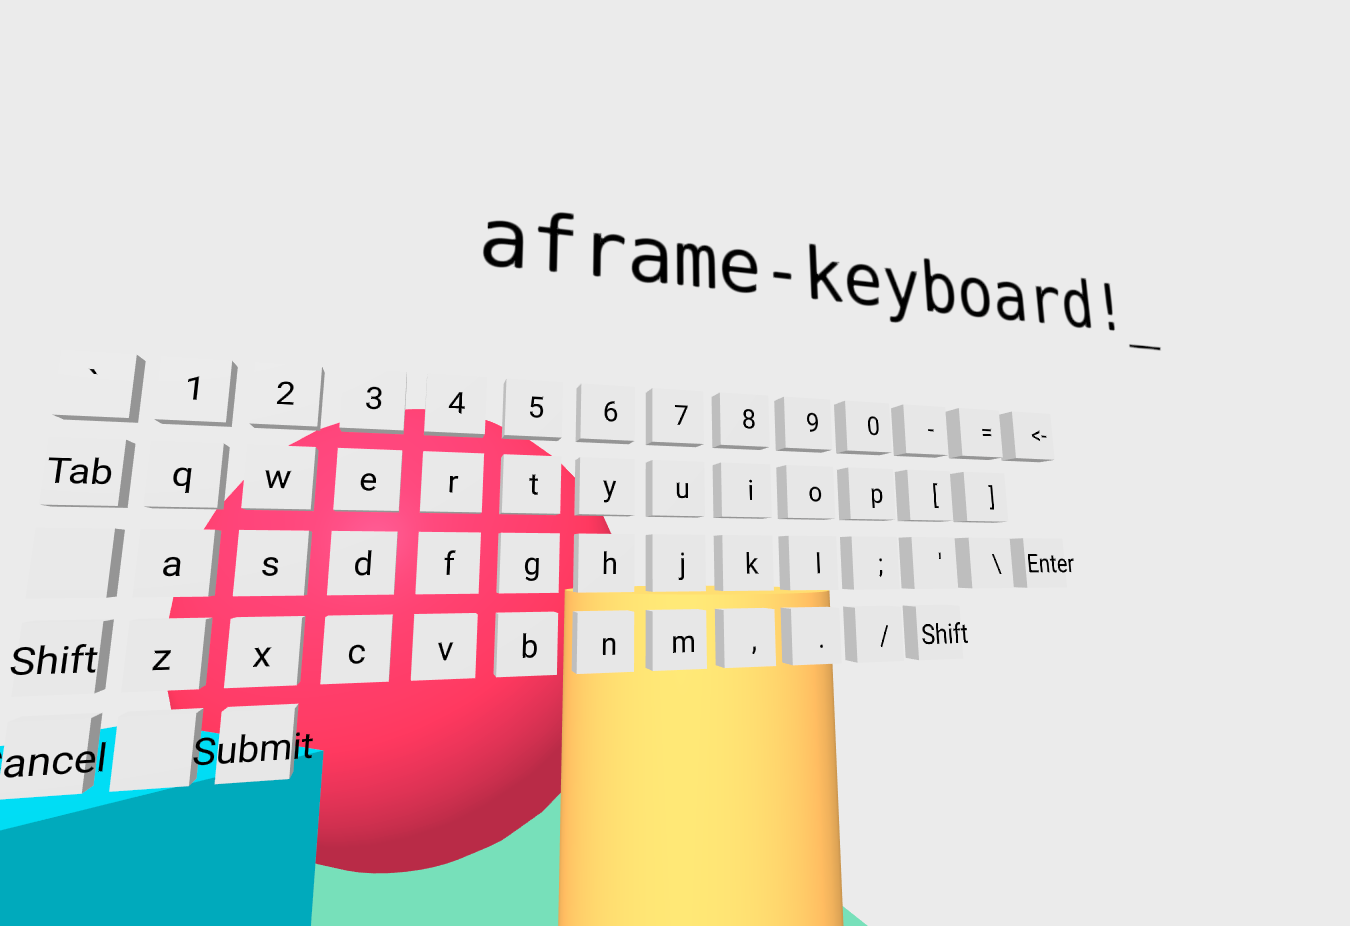 aframe-keyboard!_
` 1 2 3 4 5 6 7 8 9 0 - = <-
Tab q w e r t y u i o p [ ]
a s d f g h j k l ; ' \ Enter
Shift z x c v b n m , . / Shift
ancel Submit